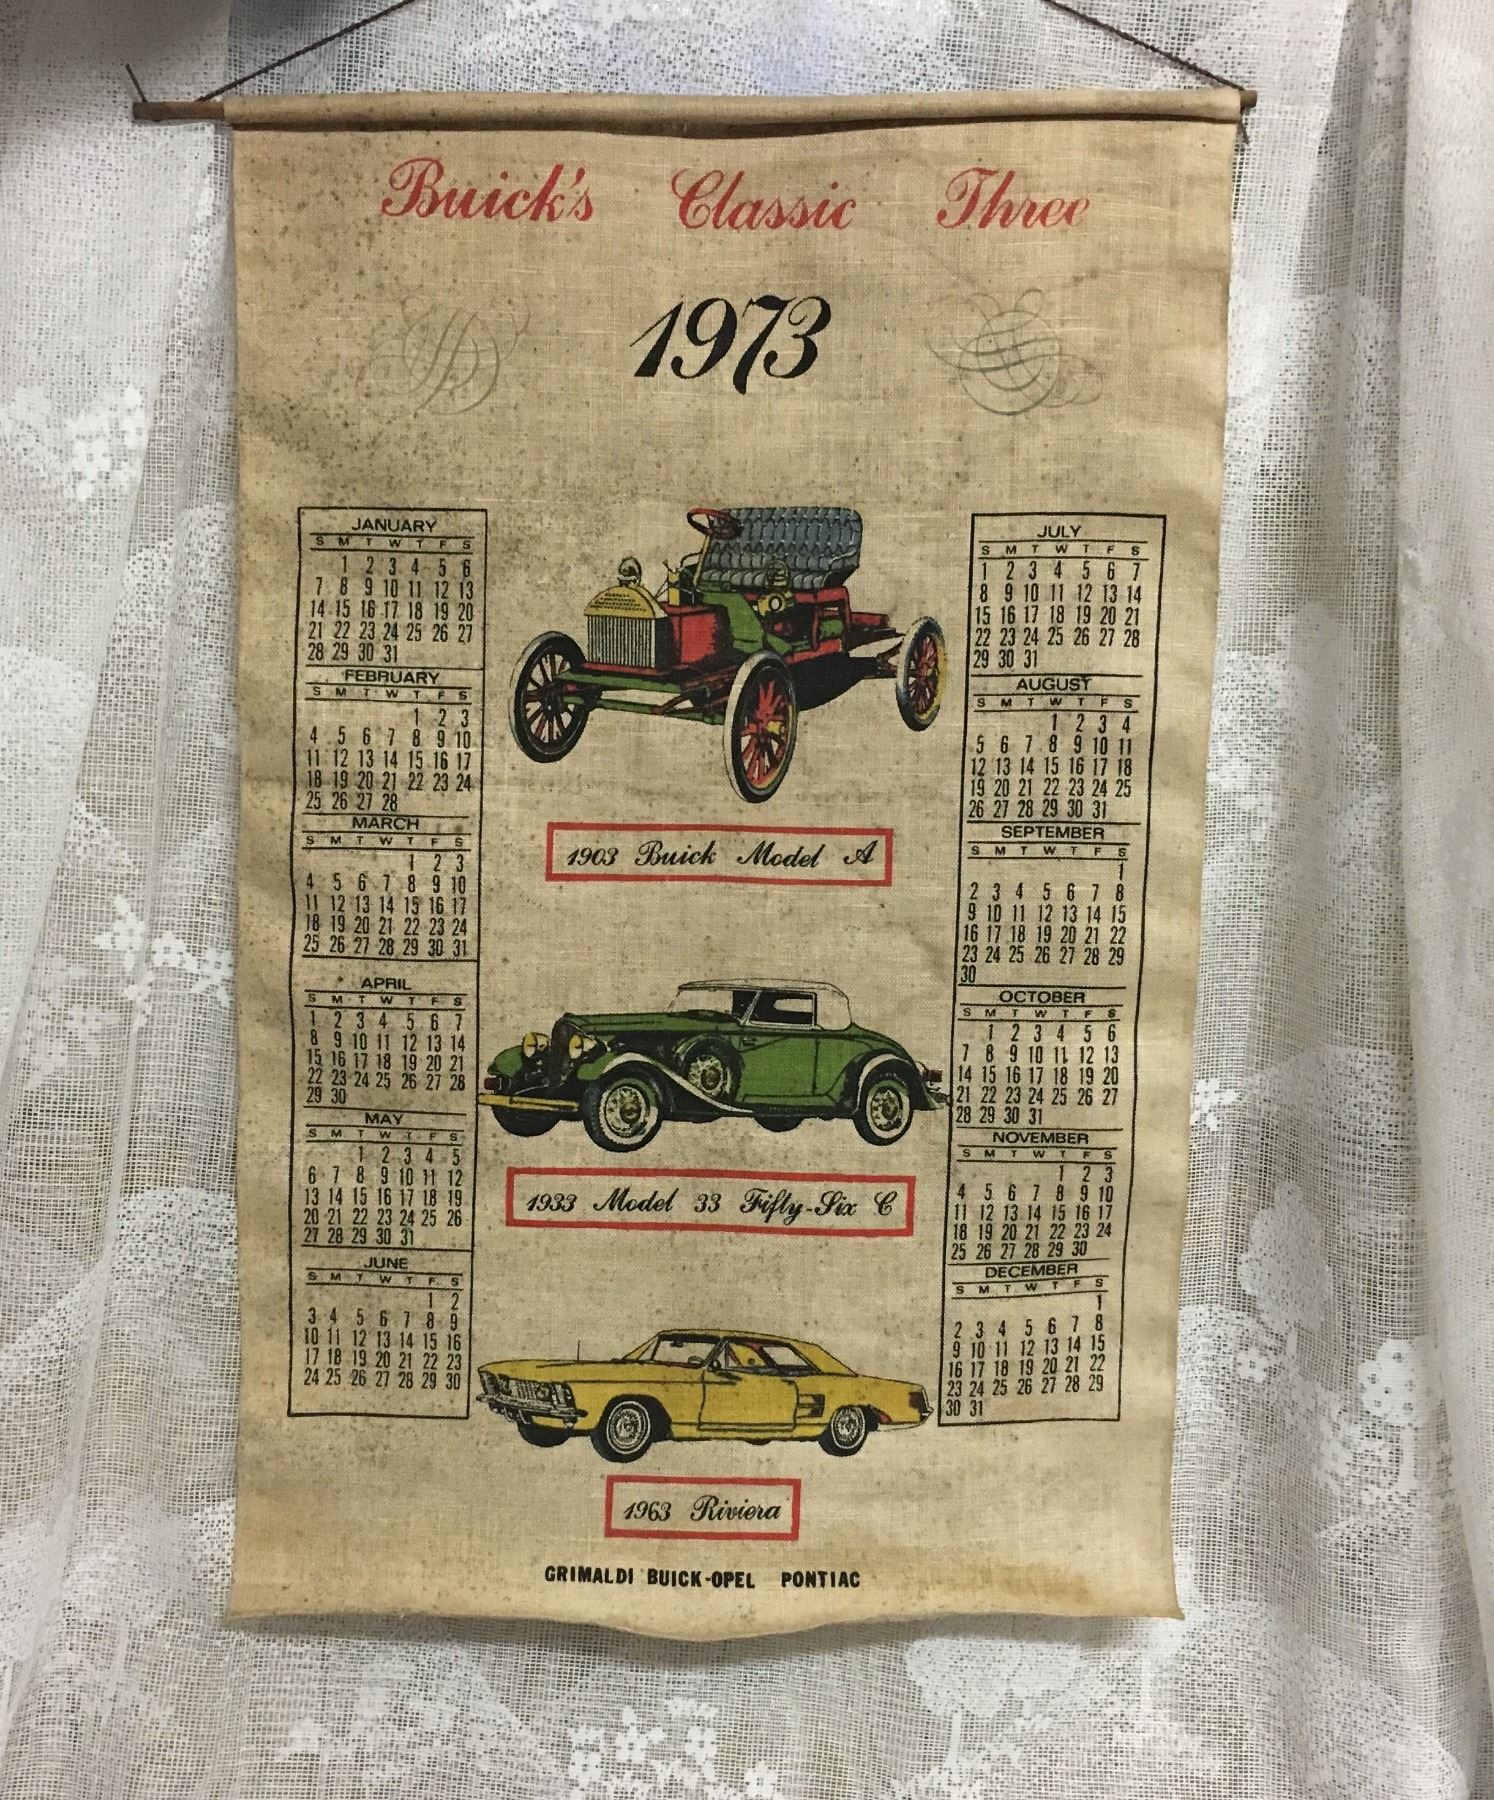 Buick's Classic Three
1973
JANUARY
S M T W T F S
1 2 3 4 5 6
7 8 9 10 11 12 13
14 15 16 17 18 19 20
21 22 23 24 25 26 27
28 29 30 31
FEBRUARY
S M T W T F S
1 2 3
4 5 6 7 8 9 10
11 12 13 14 15 16 17
18 19 20 21 22 23 24
25 26 27 28
MARCH
S M T W T F S
1 2 3
4 5 6 7 8 9 10
11 12 13 14 15 16 17
18 19 20 21 22 23 24
25 26 27 28 29 30 31
APRIL
S M T W T F S
1 2 3 4 5 6 7
8 9 10 11 12 13 14
15 16 17 18 19 20 21
22 23 24 25 26 27 28
29 30
MAY
S M T W T F S
1 2 3 4 5
6 7 8 9 10 11 12
13 14 15 16 17 18 19
20 21 22 23 24 25 26
27 28 29 30 31
JUNE
S M T W T F S
1 2
3 4 5 6 7 8 9
10 11 12 13 14 15 16
17 18 19 20 21 22 23
24 25 26 27 28 29 30
1903 Buick Model A
1933 Model 33 Fifty-Six C
1963 Riviera
JULY
S M T W T F S
1 2 3 4 5 6 7
8 9 10 11 12 13 14
15 16 17 18 19 20 21
22 23 24 25 26 27 28
29 30 31
AUGUST
S M T W T F S
1 2 3 4
5 6 7 8 9 10 11
12 13 14 15 16 17 18
19 20 21 22 23 24 25
26 27 28 29 30 31
SEPTEMBER
S M T W T F S
1
2 3 4 5 6 7 8
9 10 11 12 13 14 15
16 17 18 19 20 21 22
23 24 25 26 27 28 29
30
OCTOBER
S M T W T F S
1 2 3 4 5 6
7 8 9 10 11 12 13
14 15 16 17 18 19 20
21 22 23 24 25 26 27
28 29 30 31
NOVEMBER
S M T W T F S
1 2 3
4 5 6 7 8 9 10
11 12 13 14 15 16 17
18 19 20 21 22 23 24
25 26 27 28 29 30
DECEMBER
S M T W T F S
1
2 3 4 5 6 7 8
9 10 11 12 13 14 15
16 17 18 19 20 21 22
23 24 25 26 27 28 29
30 31
GRIMALDI BUICK-OPEL PONTIAC